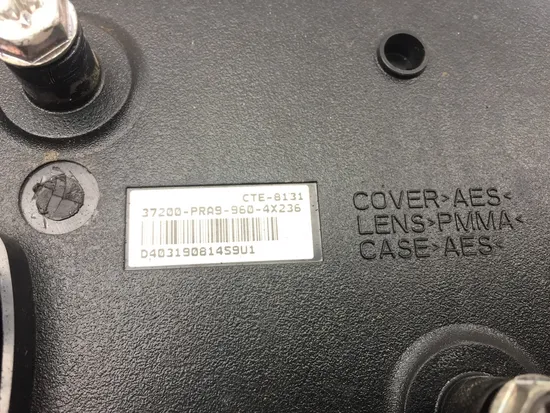 CTE-8131
37200-PRA9-960-4X236
D40319081459U1
COVER>AES<
LENS>PMMA<
CASE>AES<